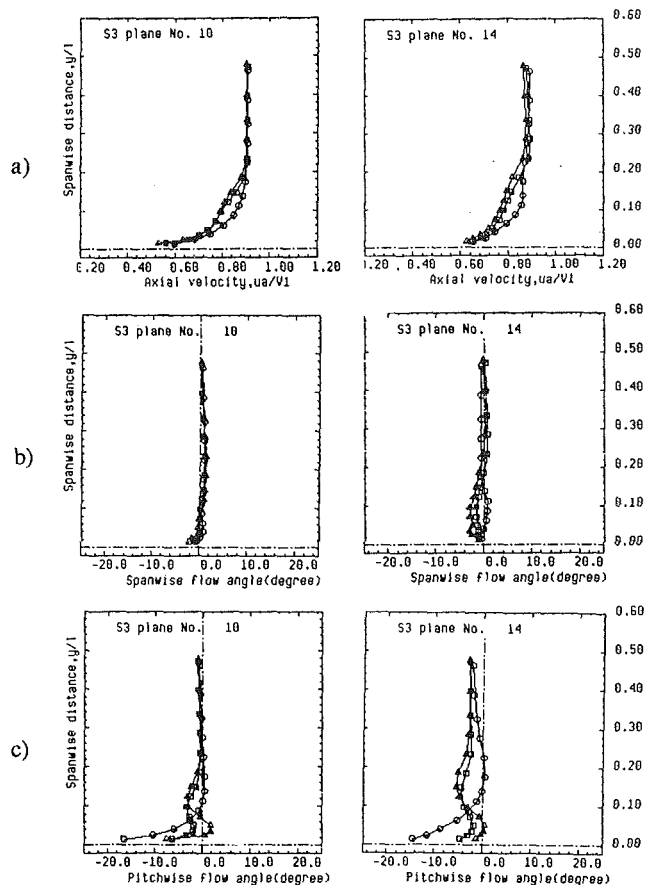 a)
S3 plane No. 10
Spanwise distance,y/l
0.20 0.60 1.00 1.20
Axial velocity,ua/V1
S3 plane No. 14
0.60
0.50
0.40
0.30
0.20
0.10
0.00
1.20 0.40 0.80 1.20
Axial velocity,ua/V1
b)
S3 plane No. 10
Spanwise distance,y/l
-20.0 -10.0 0.0 10.0 20.0
Spanwise flow angle(degree)
S3 plane No. 14
0.60
0.50
0.40
0.30
0.20
0.10
0.00
-20.0 -10.0 0.0 10.0 20.0
Spanwise flow angle(degree)
c)
S3 plane No. 10
Spanwise distance,y/l
-20.0 -10.0 0.0 10.0 20.0
Pitchwise flow angle(degree)
S3 plane No. 14
0.60
0.50
0.40
0.30
0.20
0.10
0.00
-20.0 -10.0 0.0 10.0 20.0
Pitchwise flow angle(degree)